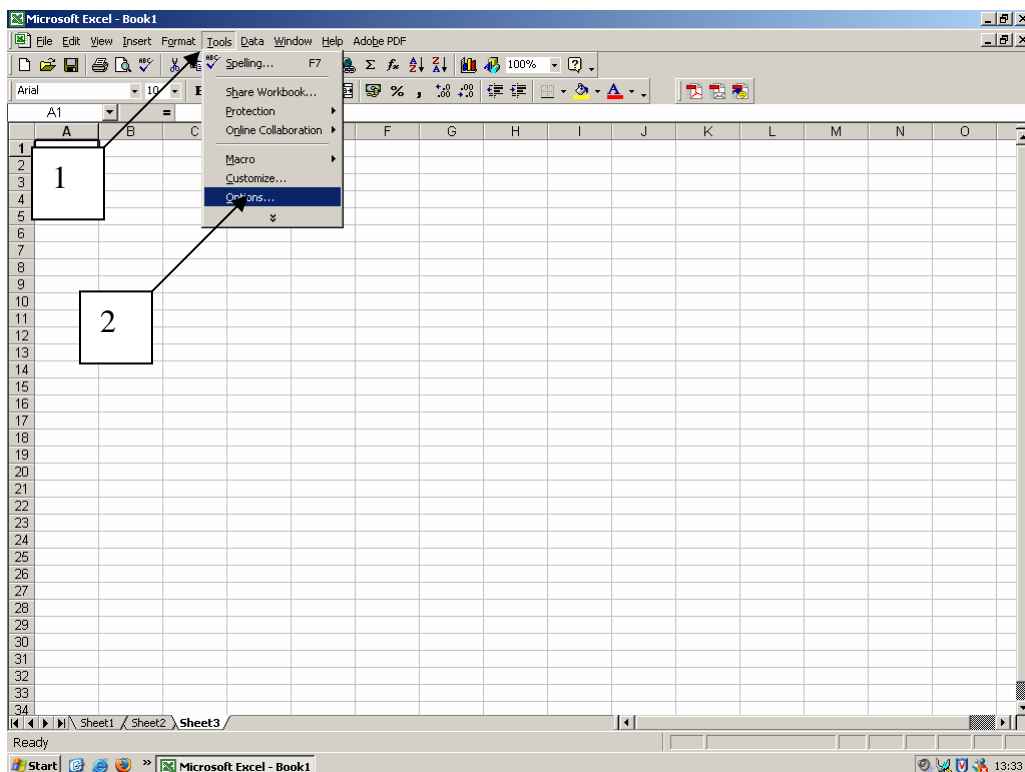 Microsoft Excel - Book1
File Edit View Insert Format Tools Data Window Help Adobe PDF
100%
Arial 10
A1 =
Spelling... F7
Share Workbook...
Protection
Online Collaboration
Macro
Customize...
Options...
A B C F G H I J K L M N O
1
2
3
4
5
6
7
8
9
10
11
12
13
14
15
16
17
18
19
20
21
22
23
24
25
26
27
28
29
30
31
32
33
34
1
2
Sheet1 Sheet2 Sheet3
Ready
Start » Microsoft Excel - Book1 13:33